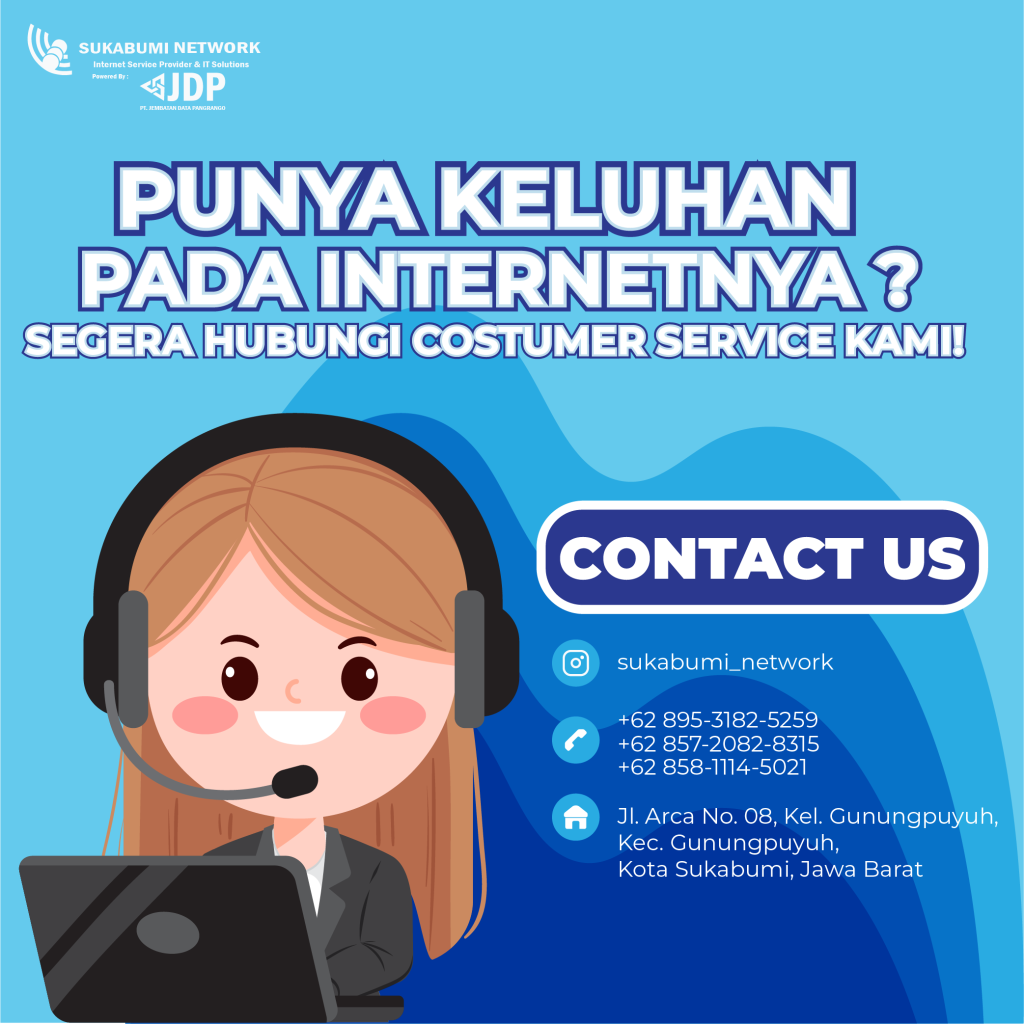 SUKABUMI NETWORK
Internet Service Provider & IT Solutions
Powered By :
JDP
PT. JEMBATAN DATA PANGRANGO
PUNYA KELUHAN
PADA INTERNETNYA ?
SEGERA HUBUNGI COSTUMER SERVICE KAMI!
CONTACT US
sukabumi_network
+62 895-3182-5259
+62 857-2082-8315
+62 858-1114-5021
Jl. Arca No. 08, Kel. Gunungpuyuh,
Kec. Gunungpuyuh,
Kota Sukabumi, Jawa Barat